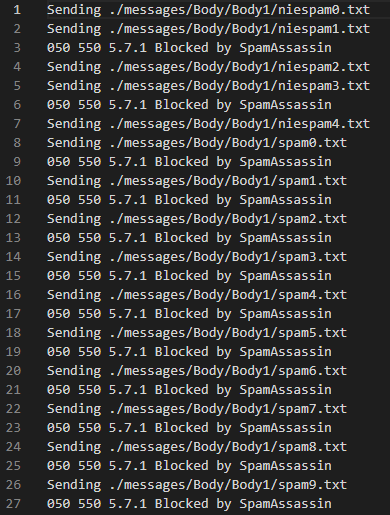 1 Sending ./messages/Body/Body1/niespam0.txt
2 Sending ./messages/Body/Body1/niespam1.txt
3 050 550 5.7.1 Blocked by SpamAssassin
4 Sending ./messages/Body/Body1/niespam2.txt
5 Sending ./messages/Body/Body1/niespam3.txt
6 050 550 5.7.1 Blocked by SpamAssassin
7 Sending ./messages/Body/Body1/niespam4.txt
8 Sending ./messages/Body/Body1/spam0.txt
9 050 550 5.7.1 Blocked by SpamAssassin
10 Sending ./messages/Body/Body1/spam1.txt
11 050 550 5.7.1 Blocked by SpamAssassin
12 Sending ./messages/Body/Body1/spam2.txt
13 050 550 5.7.1 Blocked by SpamAssassin
14 Sending ./messages/Body/Body1/spam3.txt
15 050 550 5.7.1 Blocked by SpamAssassin
16 Sending ./messages/Body/Body1/spam4.txt
17 050 550 5.7.1 Blocked by SpamAssassin
18 Sending ./messages/Body/Body1/spam5.txt
19 050 550 5.7.1 Blocked by SpamAssassin
20 Sending ./messages/Body/Body1/spam6.txt
21 050 550 5.7.1 Blocked by SpamAssassin
22 Sending ./messages/Body/Body1/spam7.txt
23 050 550 5.7.1 Blocked by SpamAssassin
24 Sending ./messages/Body/Body1/spam8.txt
25 050 550 5.7.1 Blocked by SpamAssassin
26 Sending ./messages/Body/Body1/spam9.txt
27 050 550 5.7.1 Blocked by SpamAssassin